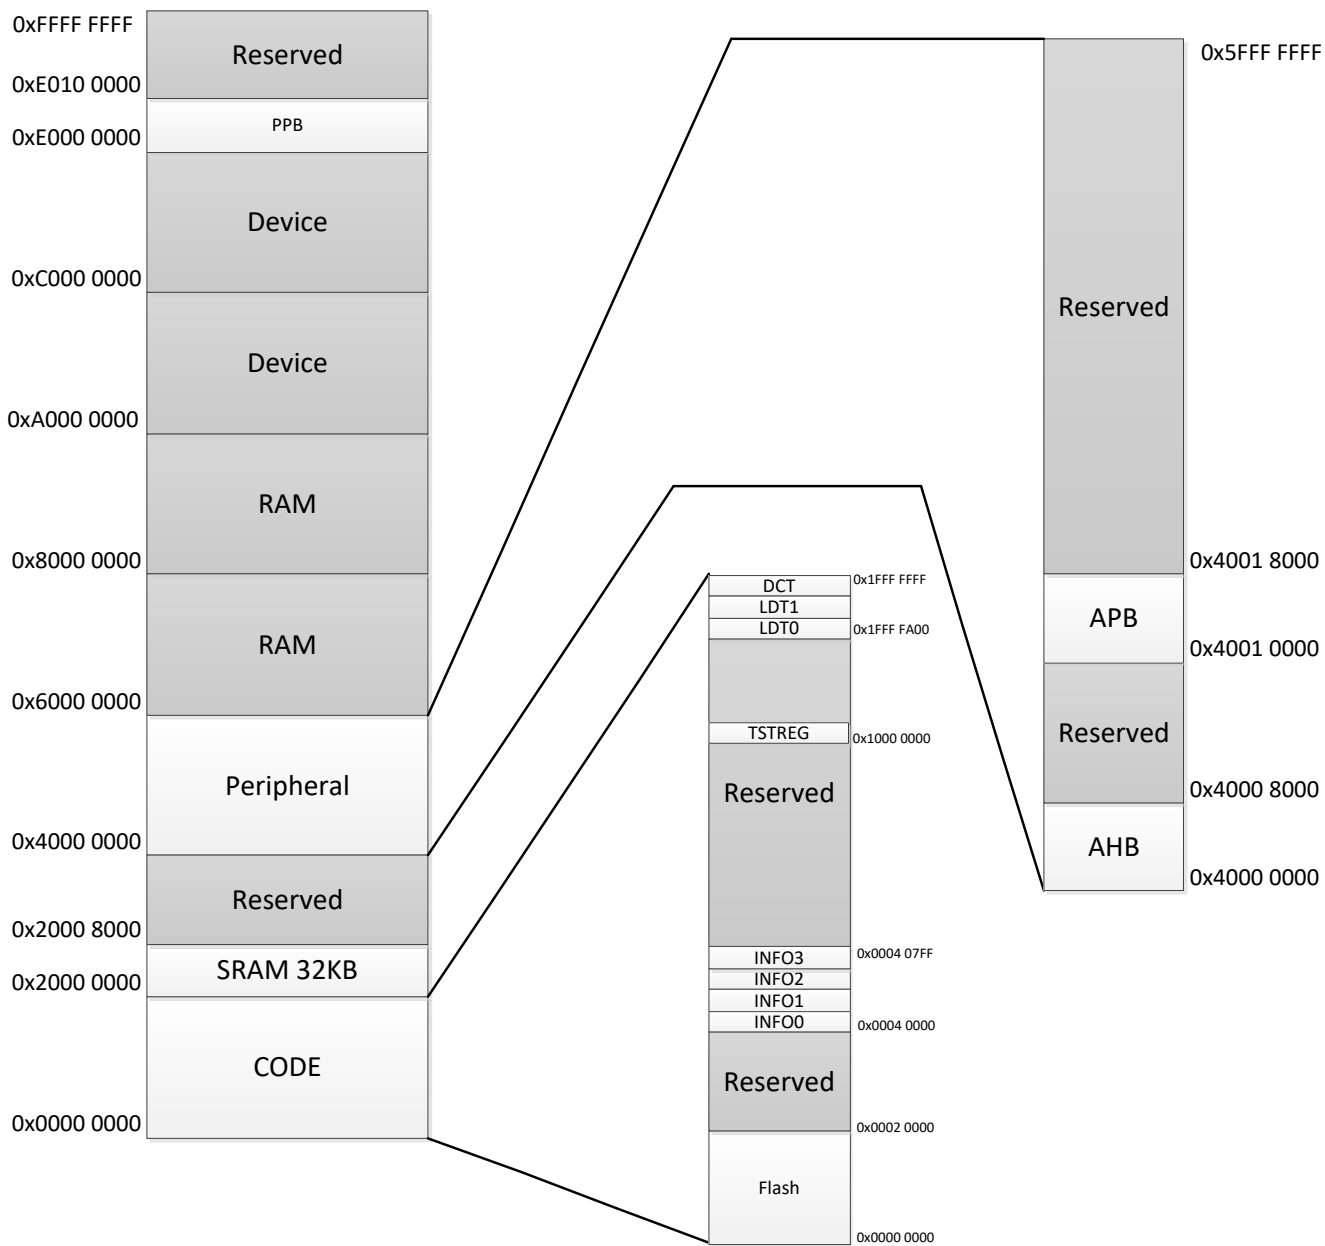 0xFFFF FFFF
Reserved
0xE010 0000
PPB
0xE000 0000
Device
0xC000 0000
Device
0xA000 0000
RAM
0x8000 0000
RAM
0x6000 0000
Peripheral
0x4000 0000
Reserved
0x2000 8000
SRAM 32KB
0x2000 0000
CODE
0x0000 0000
DCT
0x1FFF FFFF
LDT1
LDT0
0x1FFF FA00
TSTREG
0x1000 0000
Reserved
INFO3
0x0004 07FF
INFO2
INFO1
INFO0
0x0004 0000
Reserved
0x0002 0000
Flash
0x0000 0000
0x5FFF FFFF
Reserved
0x4001 8000
APB
0x4001 0000
Reserved
0x4000 8000
AHB
0x4000 0000